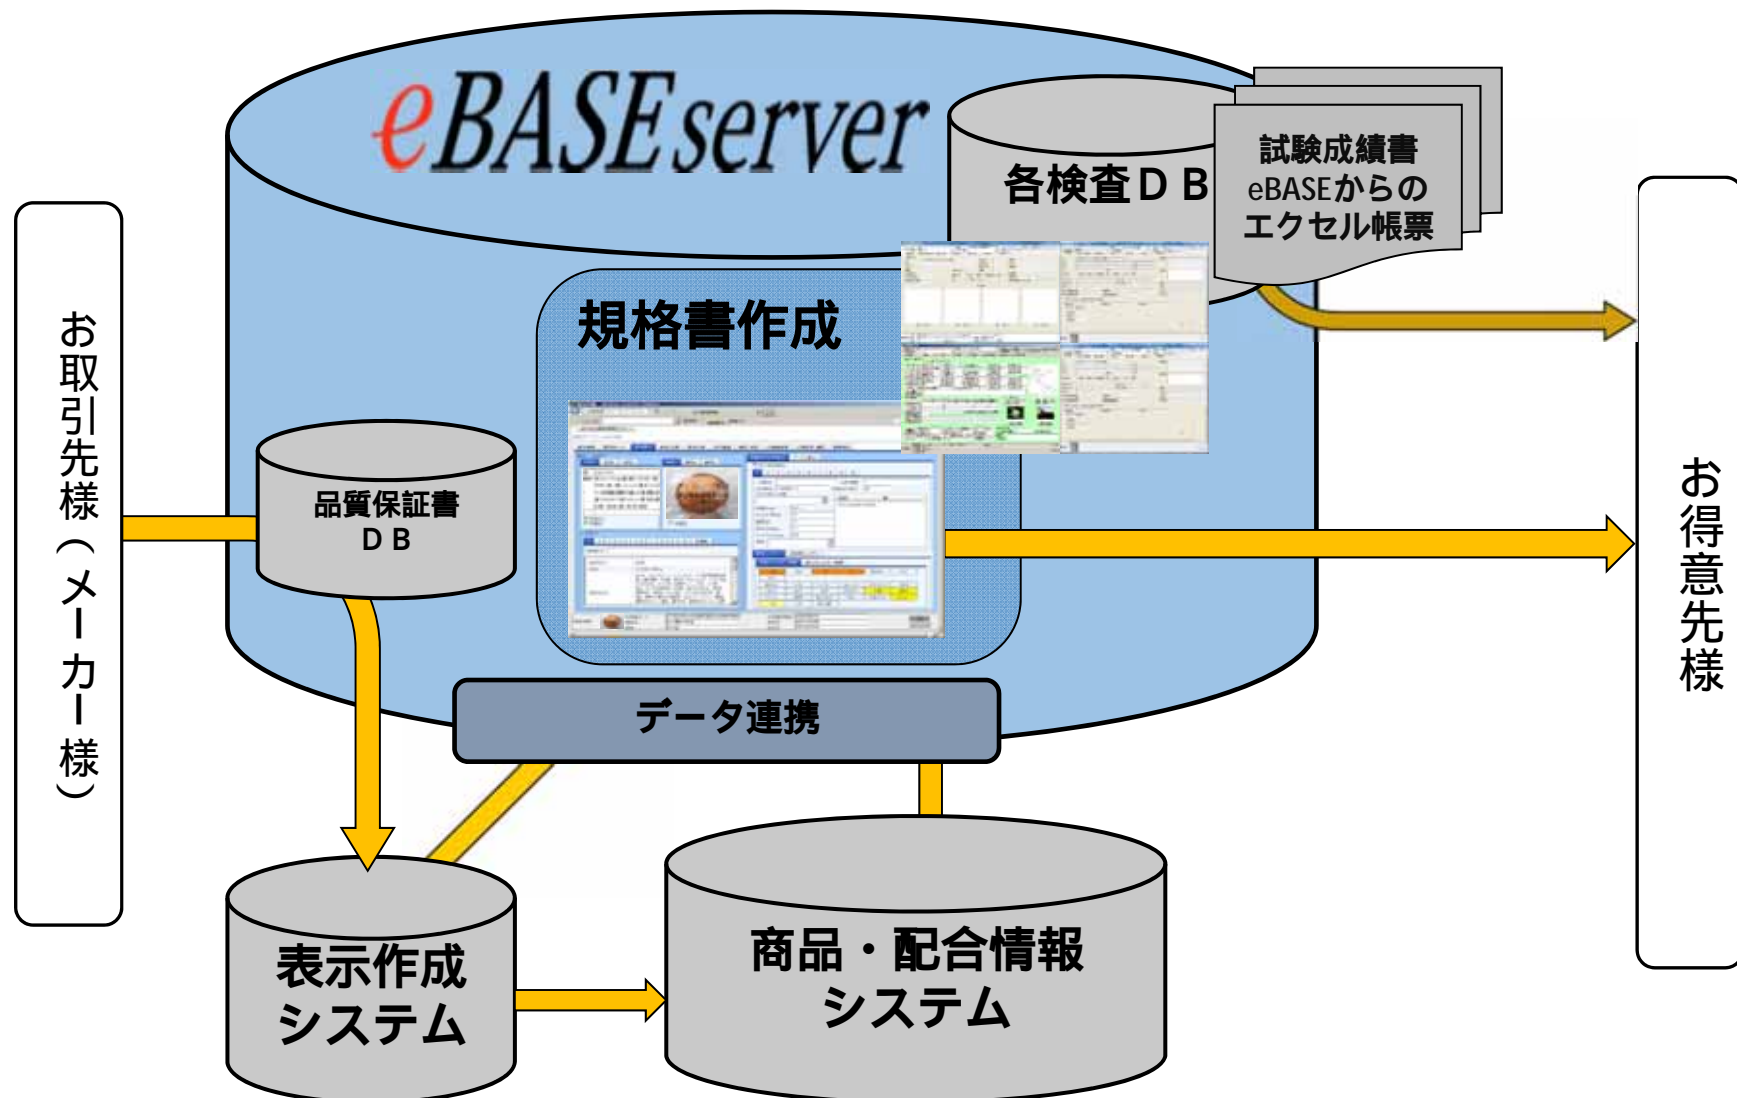 eBASEserver
各検査ＤＢ
試験成績書
eBASEからの
エクセル帳票
規格書作成
お取引先様（メーカー様）
品質保証書
ＤＢ
お得意先様
データ連携
表示作成
システム
商品・配合情報
システム